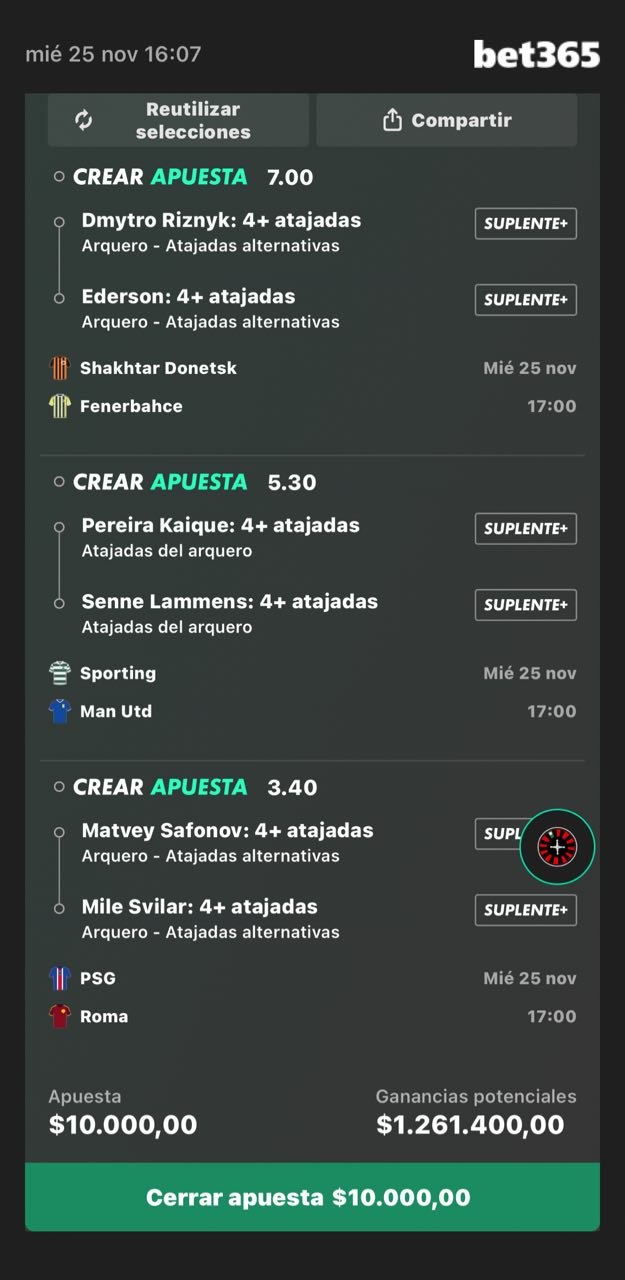 mié 25 nov 16:07
bet365
Reutilizar
selecciones
Compartir
CREAR APUESTA 7.00
Dmytro Riznyk: 4+ atajadas
SUPLENTE+
Arquero - Atajadas alternativas
Ederson: 4+ atajadas
SUPLENTE+
Arquero - Atajadas alternativas
Shakhtar Donetsk
Mié 25 nov
Fenerbahce
17:00
CREAR APUESTA 5.30
Pereira Kaique: 4+ atajadas
SUPLENTE+
Atajadas del arquero
Senne Lammens: 4+ atajadas
SUPLENTE+
Atajadas del arquero
Sporting
Mié 25 nov
Man Utd
17:00
CREAR APUESTA 3.40
Matvey Safonov: 4+ atajadas
SUPL
Arquero - Atajadas alternativas
Mile Svilar: 4+ atajadas
SUPLENTE+
Arquero - Atajadas alternativas
PSG
Mié 25 nov
Roma
17:00
Apuesta
Ganancias potenciales
$10.000,00
$1.261.400,00
Cerrar apuesta $10.000,00